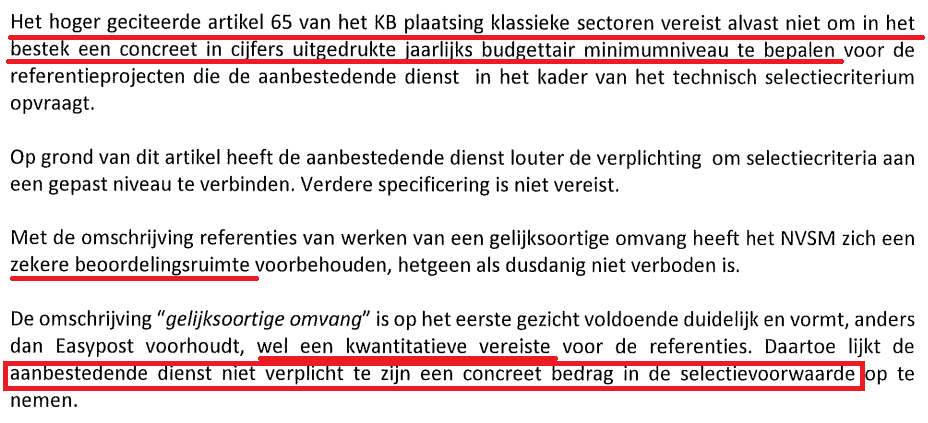 Het hoger geciteerde artikel 65 van het KB plaatsing klassieke sectoren vereist alvast niet om in het
bestek een concreet in cijfers uitgedrukte jaarlijks budgettair minimumniveau te bepalen voor de
referentieprojecten die de aanbestedende dienst in het kader van het technisch selectiecriterium
opvraagt.
Op grond van dit artikel heeft de aanbestedende dienst louter de verplichting om selectiecriteria aan
een gepast niveau te verbinden. Verdere specificering is niet vereist.
Met de omschrijving referenties van werken van een gelijksoortige omvang heeft het NVSM zich een
zekere beoordelingsruimte voorbehouden, hetgeen als dusdanig niet verboden is.
De omschrijving “gelijksoortige omvang” is op het eerste gezicht voldoende duidelijk en vormt, anders
dan Easypost voorhoudt, wel een kwantitatieve vereiste voor de referenties. Daartoe lijkt de
aanbestedende dienst niet verplicht te zijn een concreet bedrag in de selectievoorwaarde op te
nemen.